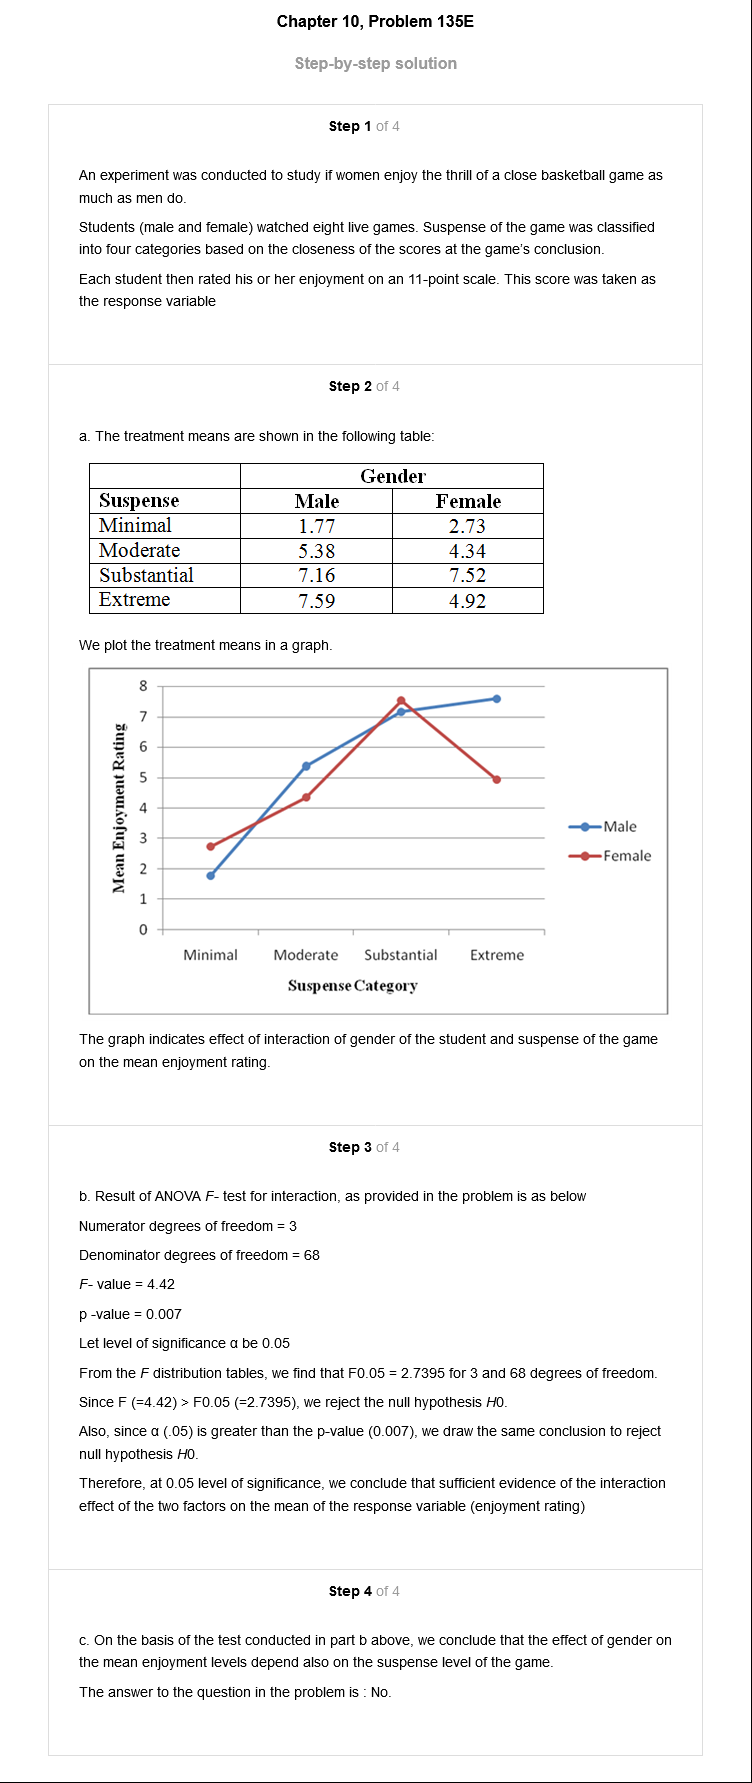 Chapter 10, Problem 135E
Step-by-step solution
Step 1 of 4
An experiment was conducted to study if women enjoy the thrill of a close basketball game as
much as men do.
Students (male and female) watched eight live games. Suspense of the game was classified
into four categories based on the closeness of the scores at the game's conclusion.
Each student then rated his or her enjoyment on an 11-point scale. This score was taken as
the response variable
Step 2 of 4
a. The treatment means are shown in the following table:
Gender
Suspense Male Female
Minimal 1.77 2.73
Moderate 5.38 4.34
Substantial 7.16 7.52
Extreme 7.59 4.92
We plot the treatment means in a graph.
Mean Enjoyment Rating
8
7
6
5
4
3
2
1
0
Male
Female
Minimal Moderate Substantial Extreme
Suspense Category
The graph indicates effect of interaction of gender of the student and suspense of the game
on the mean enjoyment rating.
Step 3 of 4
b. Result of ANOVA F- test for interaction, as provided in the problem is as below
Numerator degrees of freedom = 3
Denominator degrees of freedom = 68
F- value = 4.42
p -value = 0.007
Let level of significance α be 0.05
From the F distribution tables, we find that F0.05 = 2.7395 for 3 and 68 degrees of freedom.
Since F (=4.42) > F0.05 (=2.7395), we reject the null hypothesis H0.
Also, since α (.05) is greater than the p-value (0.007), we draw the same conclusion to reject
null hypothesis H0.
Therefore, at 0.05 level of significance, we conclude that sufficient evidence of the interaction
effect of the two factors on the mean of the response variable (enjoyment rating)
Step 4 of 4
c. On the basis of the test conducted in part b above, we conclude that the effect of gender on
the mean enjoyment levels depend also on the suspense level of the game.
The answer to the question in the problem is : No.